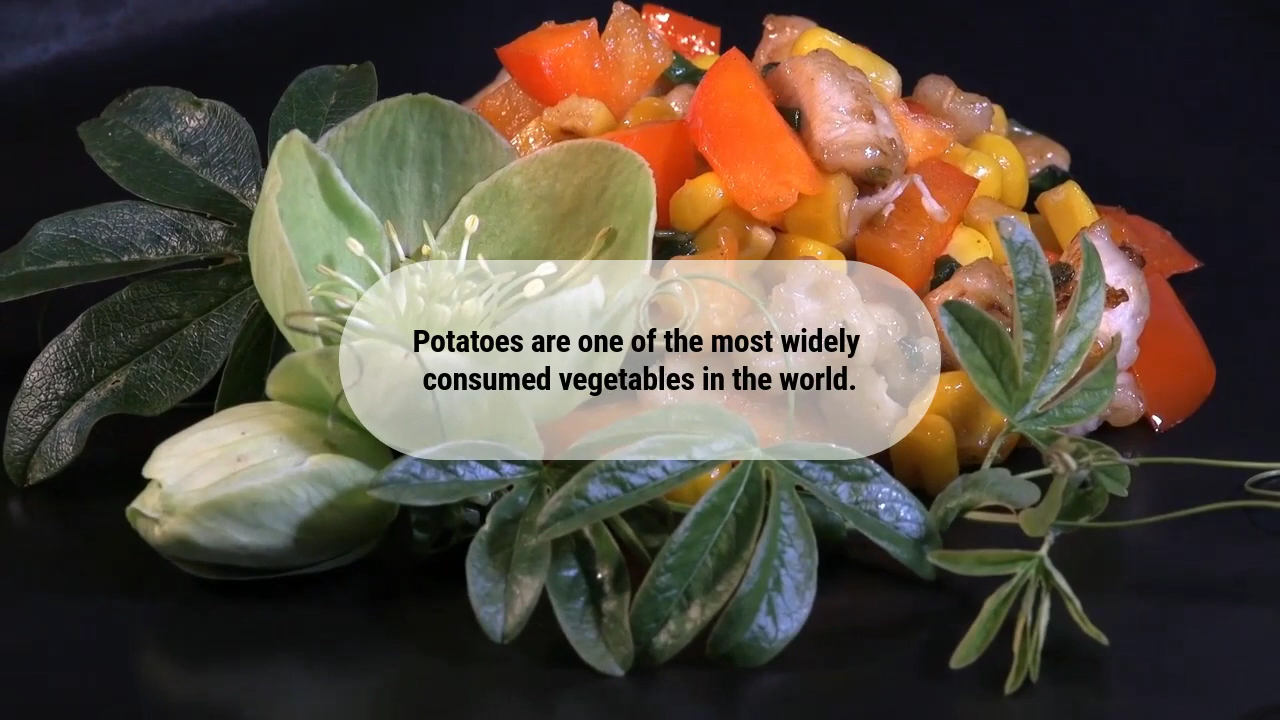 Potatoes are one of the most widely
consumed vegetables in the world.